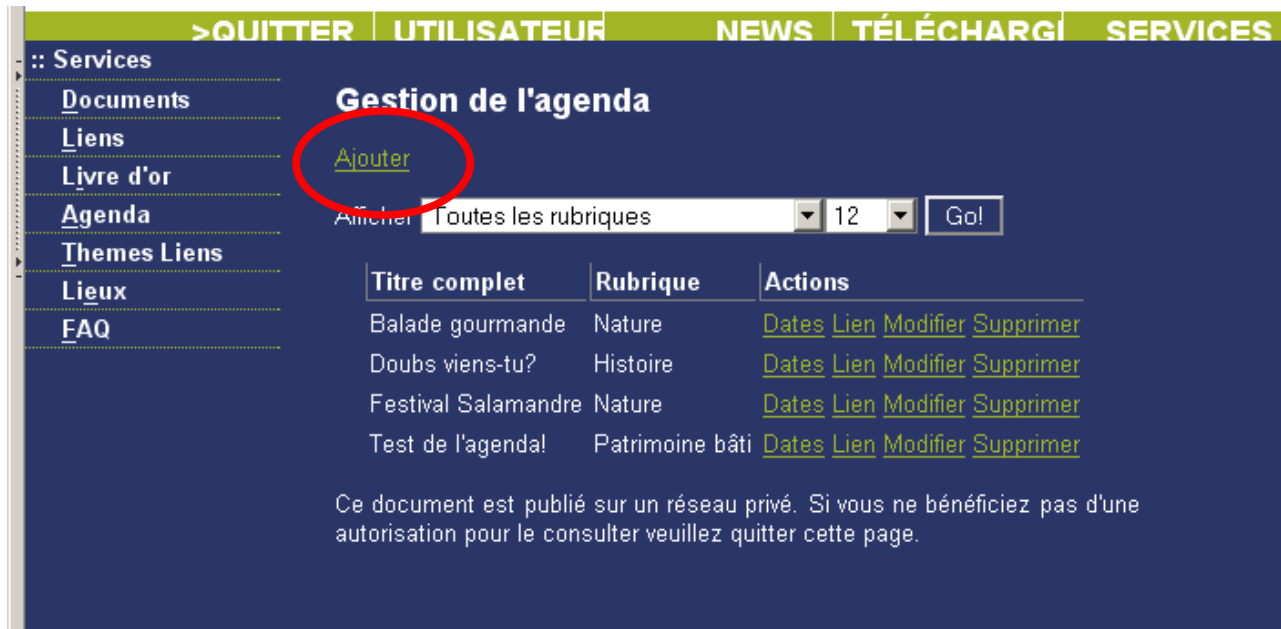 >QUITTER UTILISATEUR NEWS TÉLÉCHARG SERVICES
:: Services
Documents
Liens
Livre d'or
Agenda
Themes Liens
Lieux
FAQ
Gestion de l'agenda
Ajouter
Afficher Toutes les rubriques 12 Go!
Titre complet Rubrique Actions
Balade gourmande Nature Dates Lien Modifier Supprimer
Doubs viens-tu? Histoire Dates Lien Modifier Supprimer
Festival Salamandre Nature Dates Lien Modifier Supprimer
Test de l'agenda! Patrimoine bâti Dates Lien Modifier Supprimer
Ce document est publié sur un réseau privé. Si vous ne bénéficiez pas d'une
autorisation pour le consulter veuillez quitter cette page.